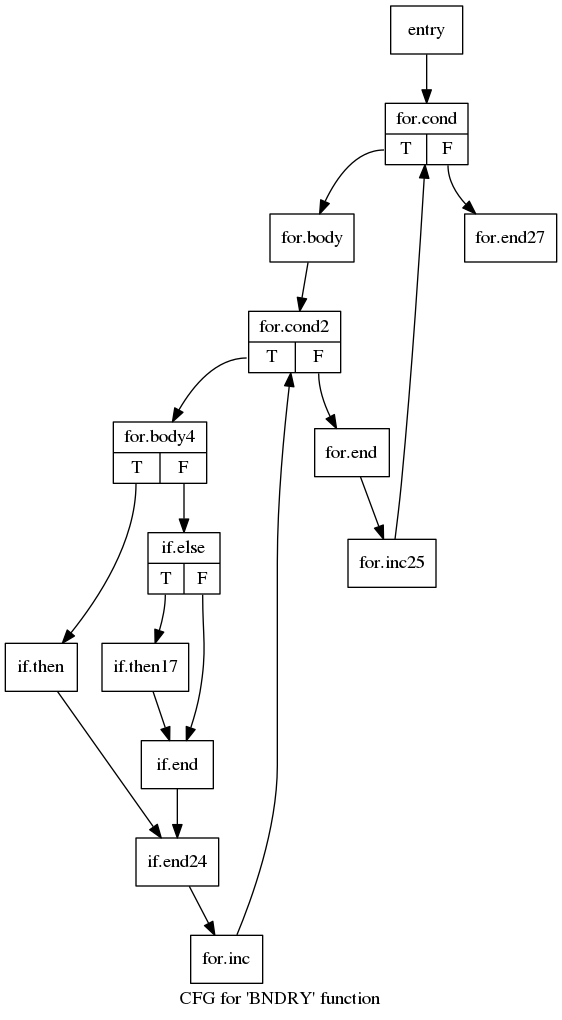 entry
for.cond
T F
for.body
for.end27
for.cond2
T F
for.body4
T F
for.end
if.else
T F
for.inc25
if.then
if.then17
if.end
if.end24
for.inc
CFG for 'BNDRY' function